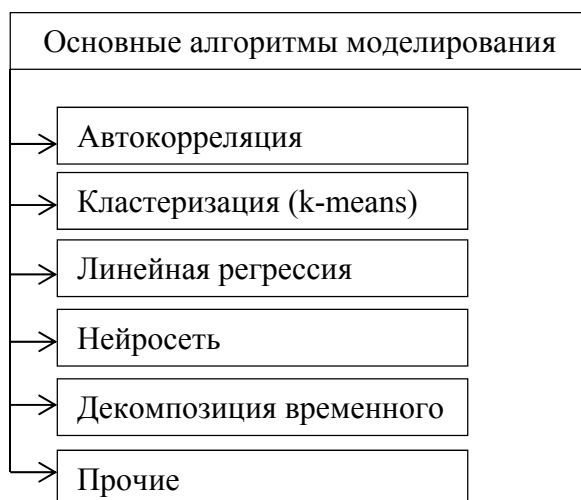 Основные алгоритмы моделирования
Автокорреляция
Кластеризация (k-means)
Линейная регрессия
Нейросеть
Декомпозиция временного
Прочие